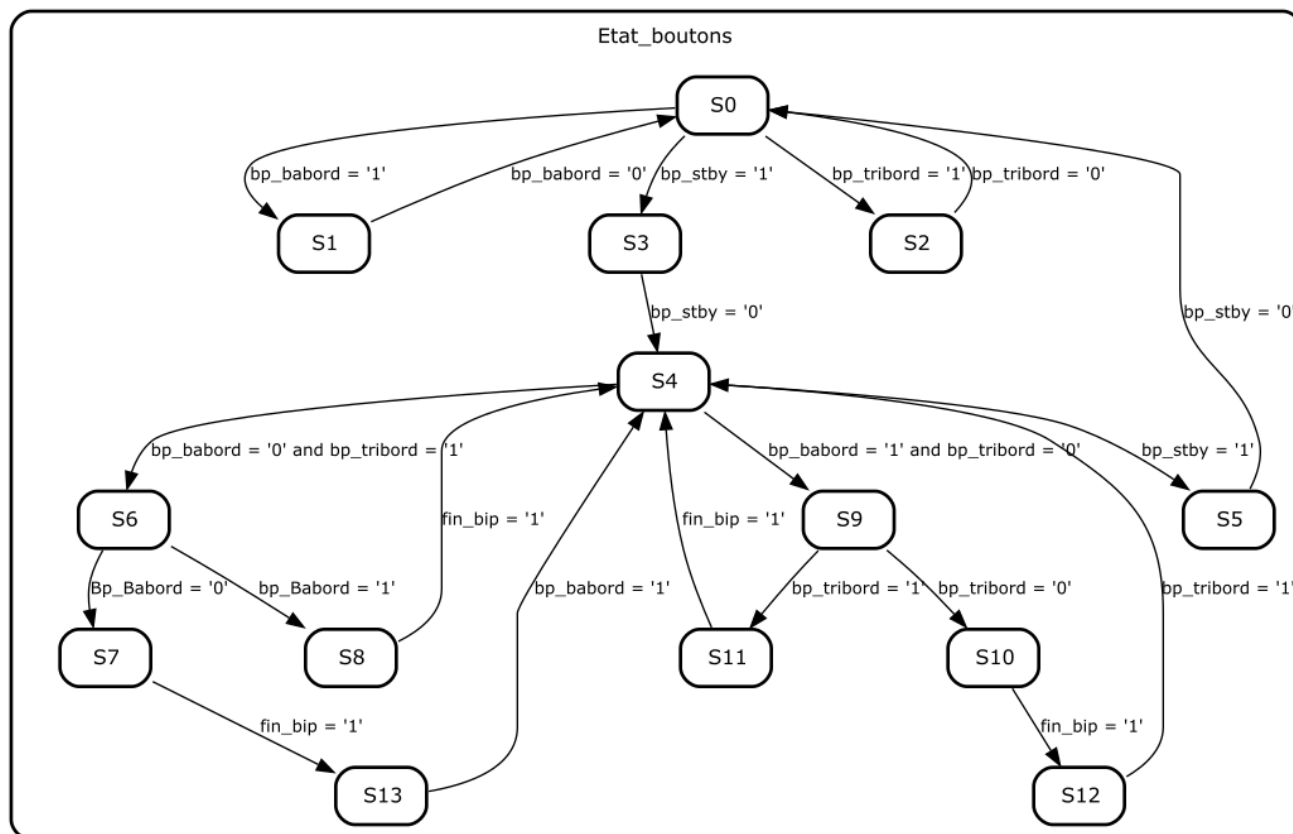 Etat_boutons
S0
bp_babord = '1'
bp_babord = '0'
bp_stby = '1'
bp_tribord = '1'
bp_tribord = '0'
S1
S3
S2
bp_stby = '0'
bp_stby = '0'
S4
bp_babord = '0' and bp_tribord = '1'
bp_babord = '1' and bp_tribord = '0'
bp_stby = '1'
S6
fin_bip = '1'
fin_bip = '1'
S9
S5
Bp_Babord = '0'
bp_Babord = '1'
bp_babord = '1'
bp_tribord = '1'
bp_tribord = '0'
bp_tribord = '1'
S7
S8
S11
S10
fin_bip = '1'
fin_bip = '1'
S13
S12